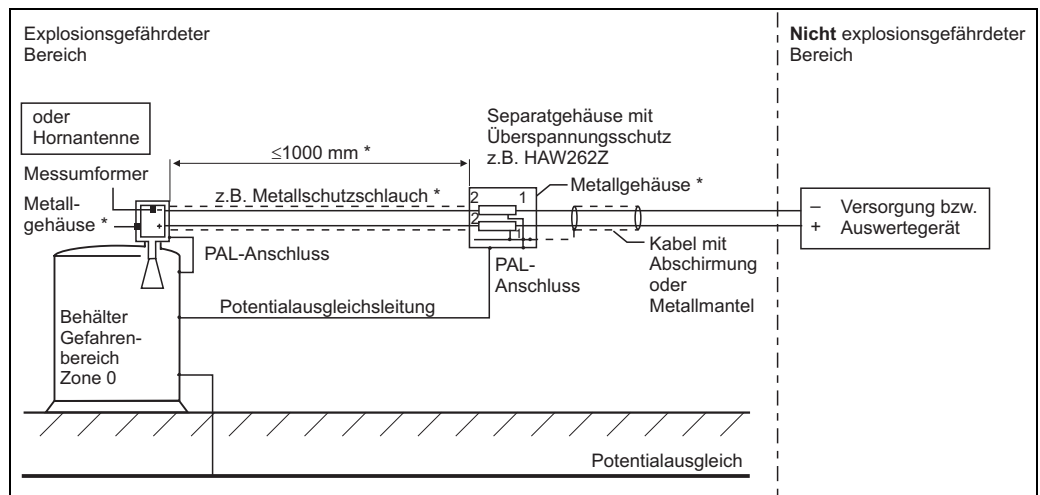 Explosionsgefährdeter
Bereich
Nicht explosionsgefährdeter
Bereich
oder
Hornantenne
Separatgehäuse mit
Überspannungsschutz
z.B. HAW262Z
≤1000 mm *
Messumformer
z.B. Metallschutzschlauch *
2
1
Metallgehäuse *
Metall-
gehäuse *
–
+
2
1
– Versorgung bzw.
+ Auswertegerät
PAL-Anschluss
PAL-
Anschluss
Kabel mit
Abschirmung
oder
Metallmantel
Potentialausgleichsleitung
Behälter
Gefahren-
bereich
Zone 0
Potentialausgleich